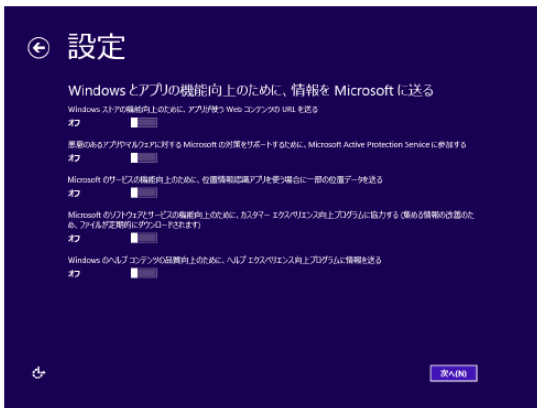 設定
Windows とアプリの機能向上のために、情報を Microsoft に送る
Windows ストアの機能向上のために、アプリが使う Web コンテンツの URL を送る
オフ
悪意のあるアプリやマルウェアに対する Microsoft の対策をサポートするために、Microsoft Active Protection Service に参加する
オフ
Microsoft のサービスの機能向上のために、位置情報認識アプリを使う場合に一部の位置データを送る
オフ
Microsoft のソフトウェアとサービスの機能向上のために、カスタマー エクスペリエンス向上プログラムに協力する (集める情報の改善のた
め、ファイルが定期的にダウンロードされます)
オフ
Windows のヘルプ コンテンツの品質向上のために、ヘルプ エクスペリエンス向上プログラムに情報を送る
オフ
次へ(N)